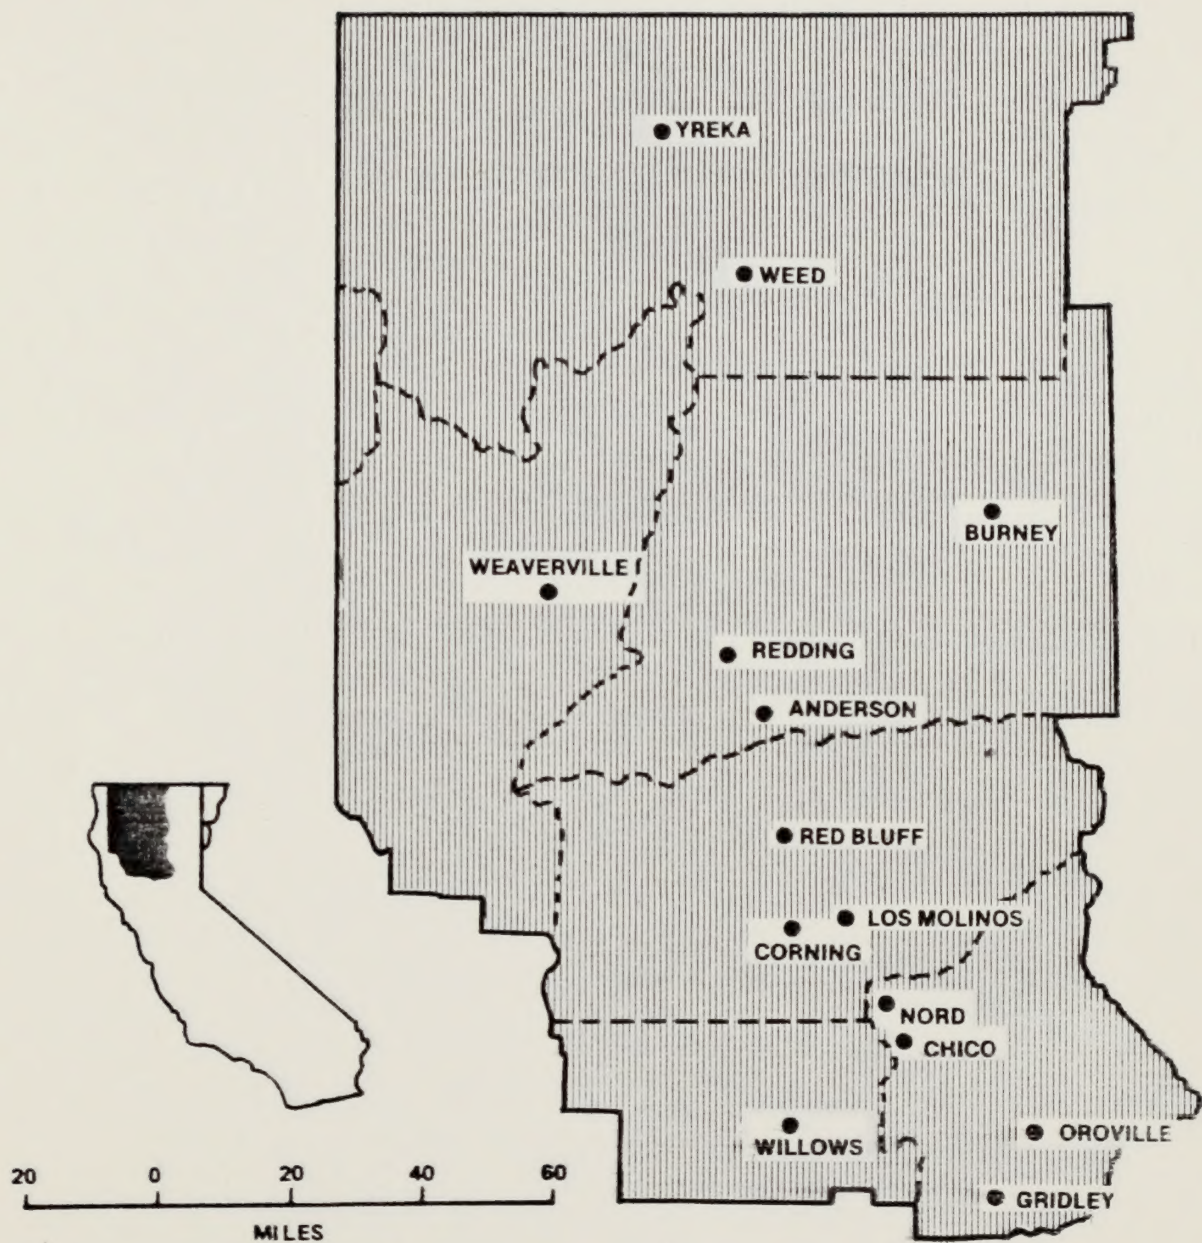 YREKA
WEED
BURNEY
WEAVERVILLE
REDDING
ANDERSON
RED BLUFF
LOS MOLINOS
CORNING
NORD
CHICO
WILLOWS
OROVILLE
GRIDLEY
20 0 20 40 60
MILES